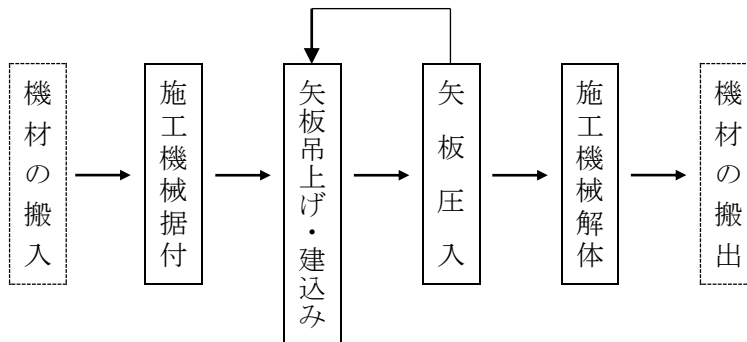 機材の搬入
施工機械据付
矢板吊上げ・建込み
矢板圧入
施工機械解体
機材の搬出